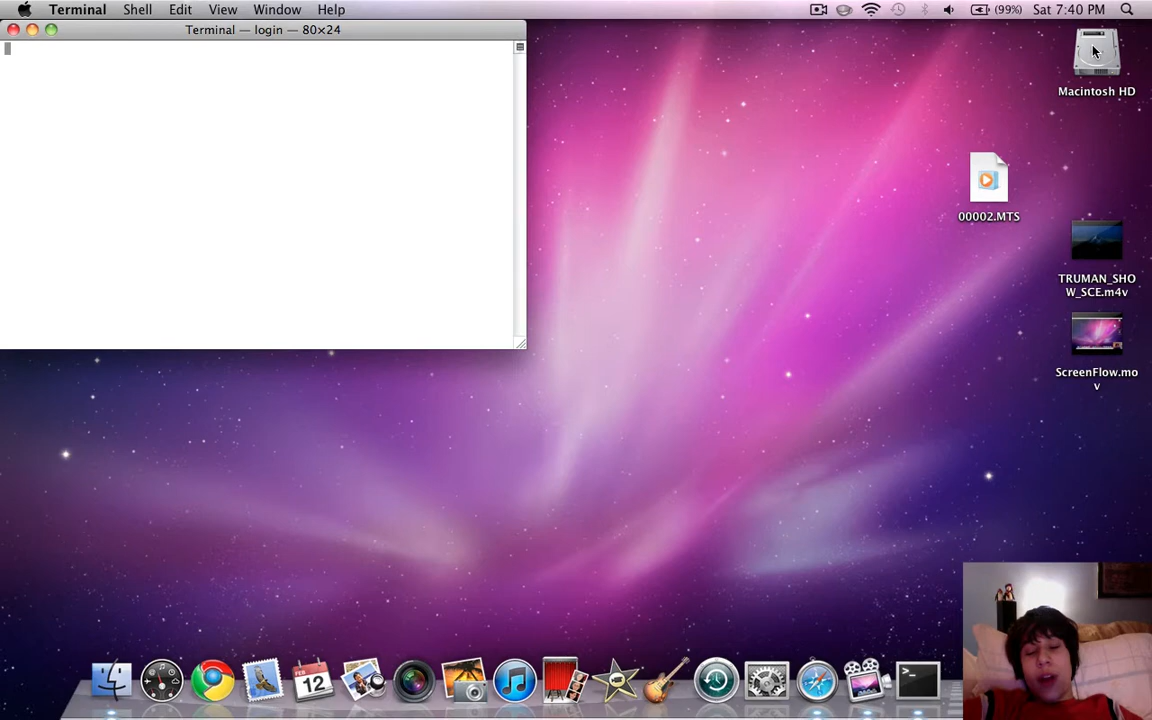 Terminal Shell Edit View Window Help (99%) Sat 7:40 PM
Terminal — login — 80×24
Macintosh HD
00002.MTS
TRUMAN_SHO
W_SCE.m4v
ScreenFlow.mo
v
FEB
12
>_